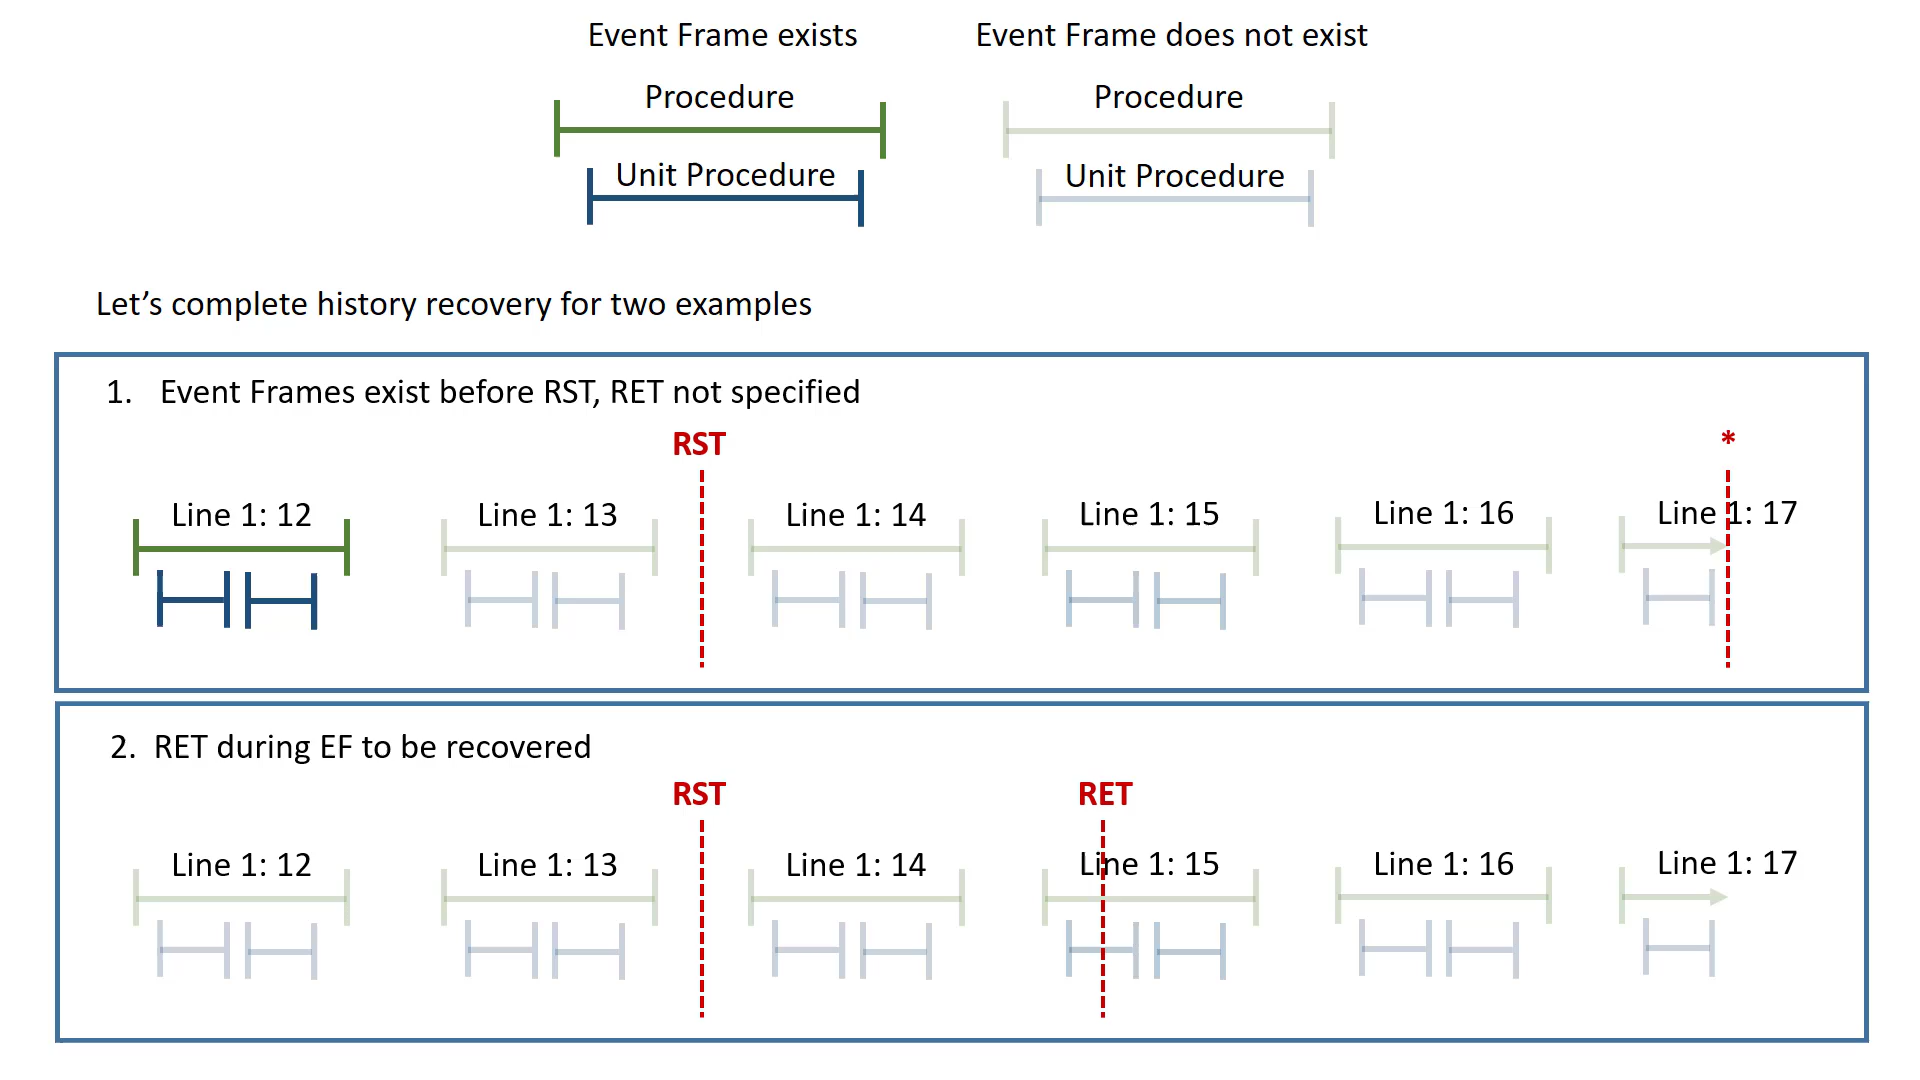 Event Frame exists
Event Frame does not exist
Procedure
Procedure
Unit Procedure
Unit Procedure
Let’s complete history recovery for two examples
1. Event Frames exist before RST, RET not specified
RST
*
Line 1: 12
Line 1: 13
Line 1: 14
Line 1: 15
Line 1: 16
Line 1: 17
2. RET during EF to be recovered
RST
RET
Line 1: 12
Line 1: 13
Line 1: 14
Line 1: 15
Line 1: 16
Line 1: 17